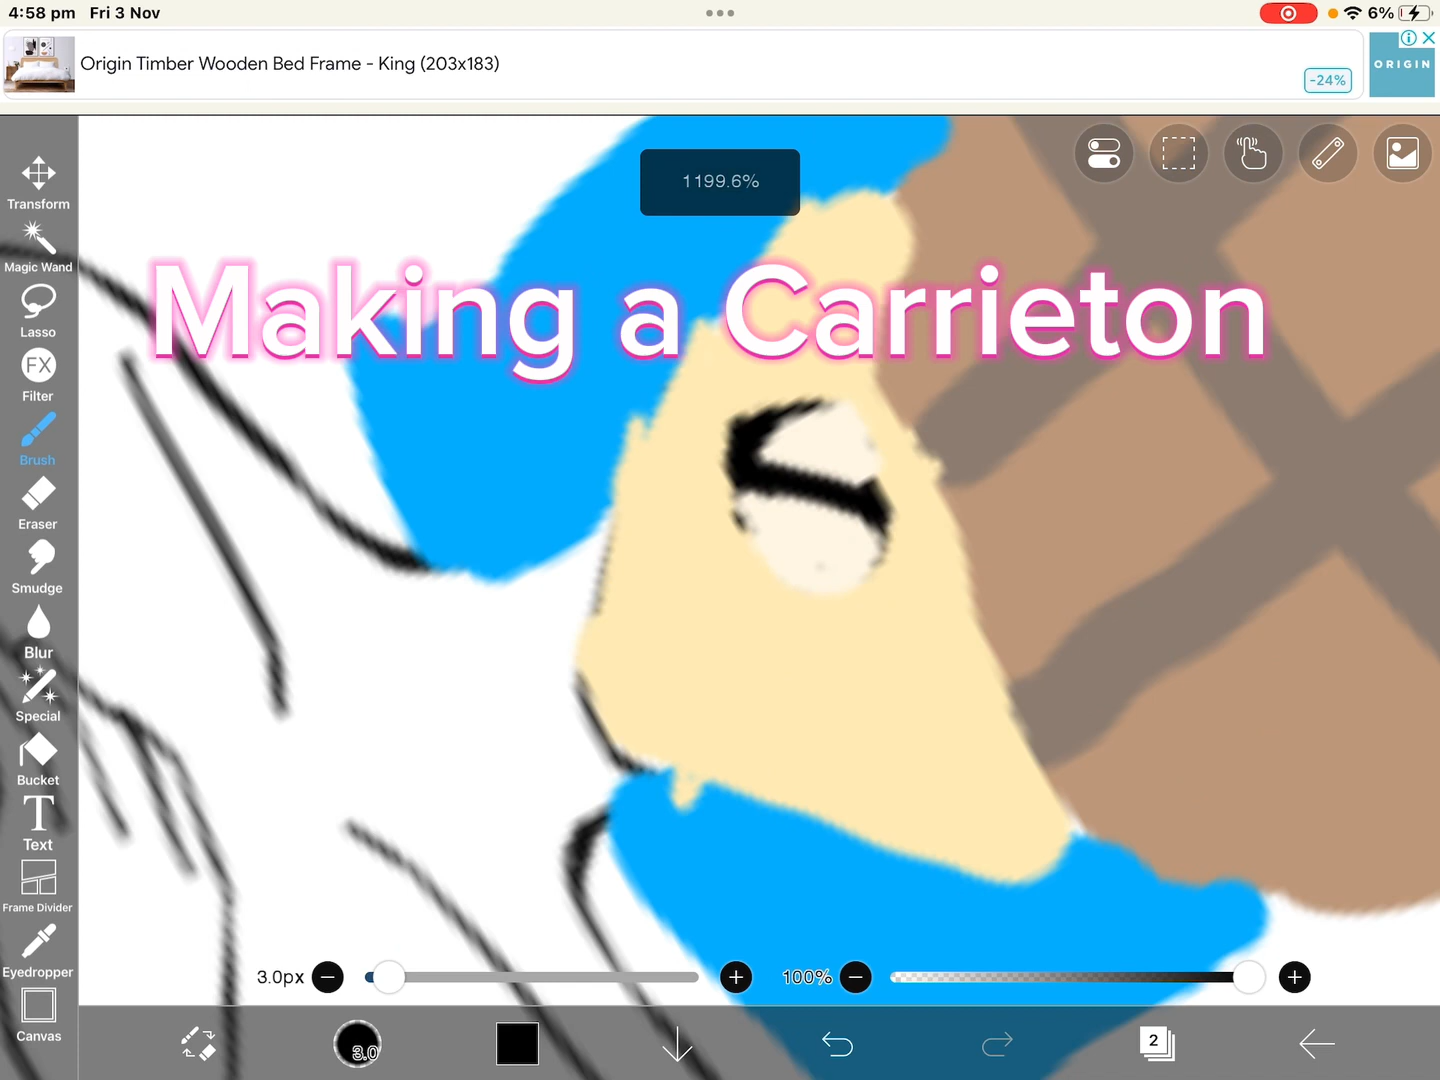 4:58 pm Fri 3 Nov
6%
Origin Timber Wooden Bed Frame - King (203x183)
-24%
ORIGIN
1199.6%
Transform
Magic Wand
Making a Carrieton
Lasso
FX
Filter
Brush
Eraser
Smudge
Blur
Special
Bucket
T
Text
Frame Divider
Eyedropper
Canvas
3.0px
100%
3.0
2